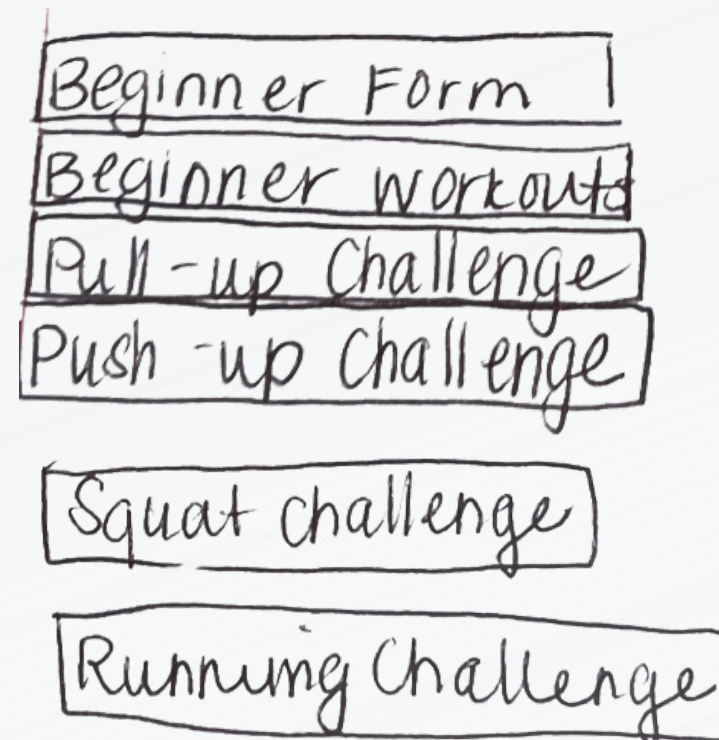 Beginner Form
Beginner workouts
Pull-up Challenge
Push-up Challenge
Squat challenge
Running Challenge